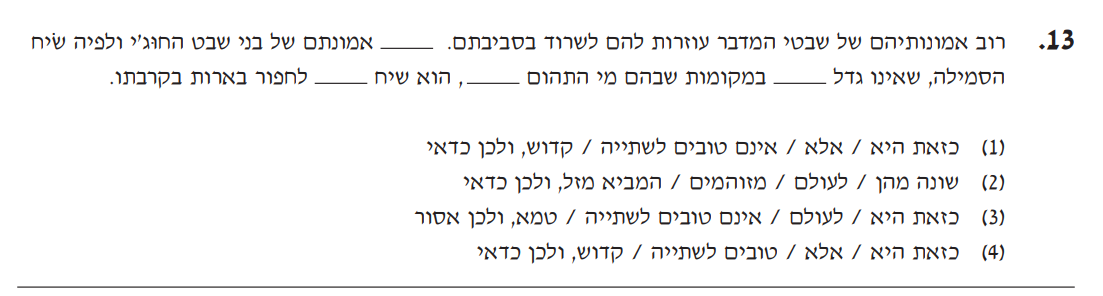 13. רוב אמונותיהם של שבטי המדבר עוזרות להם לשרוד בסביבתם. _____ אמונתם של בני שבט החוּג'י ולפיה שׂיח
הסמילה, שאינו גדל _____ במקומות שבהם מי התהום _____, הוא שיח _____ לחפור בארות בקרבתו.
(1) כזאת היא / אלא / אינם טובים לשתייה / קדוש, ולכן כדאי
(2) שונה מהן / לעולם / מזוהמים / המביא מזל, ולכן כדאי
(3) כזאת היא / לעולם / אינם טובים לשתייה / טמא, ולכן אסור
(4) כזאת היא / אלא / טובים לשתייה / קדוש, ולכן כדאי